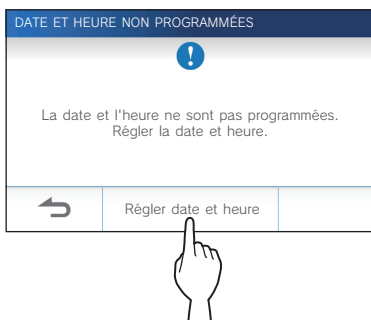 DATE ET HEURE NON PROGRAMMÉES
!
La date et l'heure ne sont pas programmées.
Régler la date et heure.
Régler date et heure